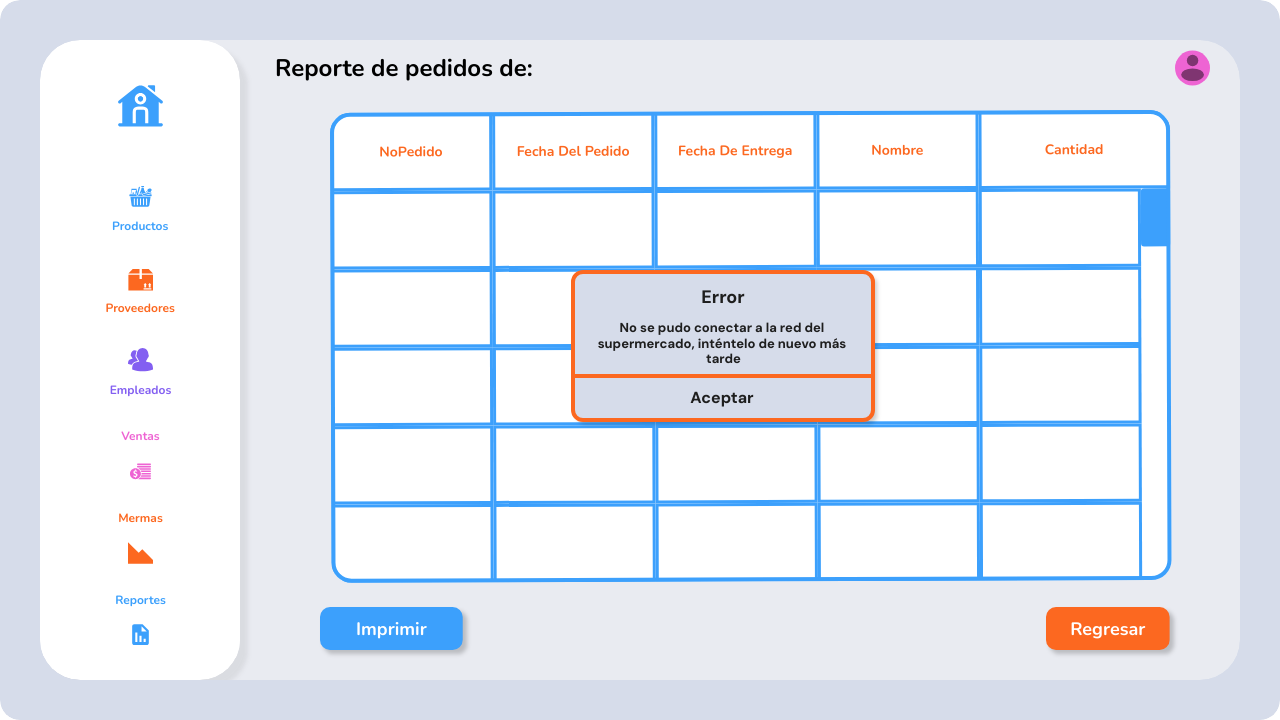 Reporte de pedidos de:
Productos
Proveedores
Empleados
Ventas
Mermas
Reportes
NoPedido
Fecha Del Pedido
Fecha De Entrega
Nombre
Cantidad
Error
No se pudo conectar a la red del
supermercado, inténtelo de nuevo más
tarde
Aceptar
Imprimir
Regresar